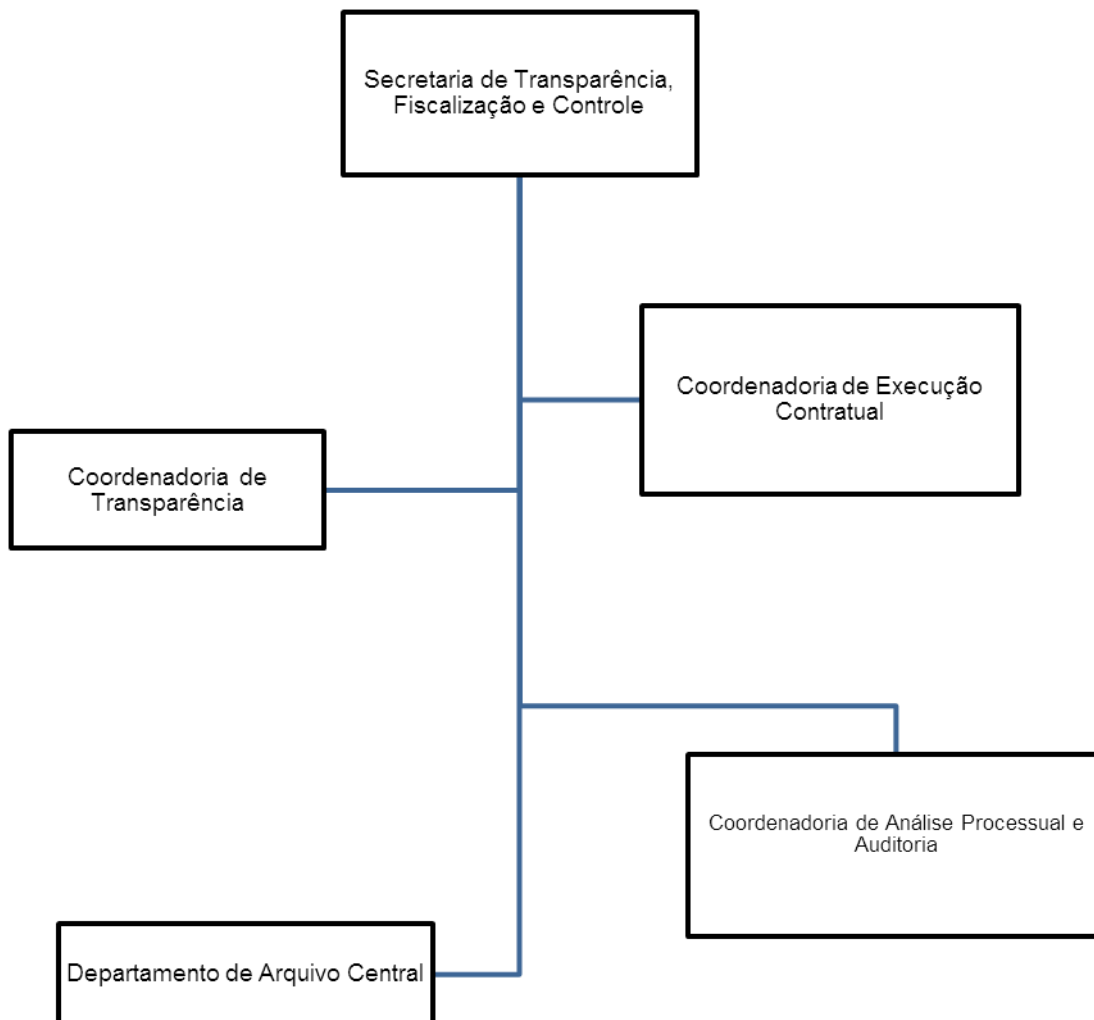 Secretaria de Transparência,
Fiscalização e Controle
Coordenadoria de Execução
Contratual
Coordenadoria de
Transparência
Coordenadoria de Análise Processual e
Auditoria
Departamento de Arquivo Central